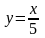 y = x/5